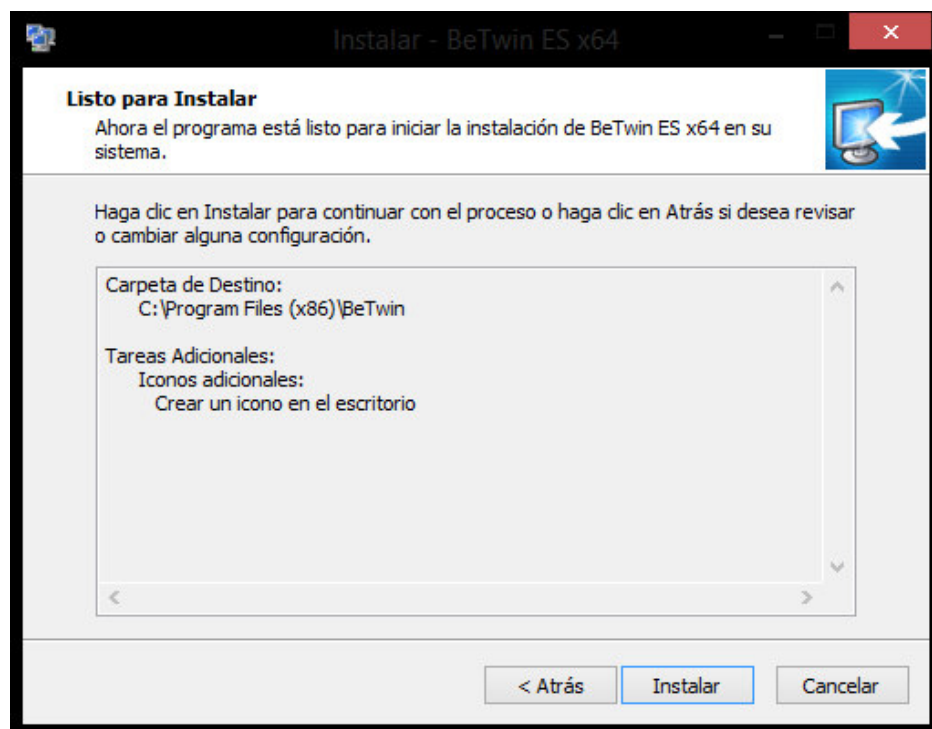 Instalar - BeTwin ES x64
Listo para Instalar
Ahora el programa está listo para iniciar la instalación de BeTwin ES x64 en su
sistema.
Haga clic en Instalar para continuar con el proceso o haga clic en Atrás si desea revisar
o cambiar alguna configuración.
Carpeta de Destino:
C:\Program Files (x86)\BeTwin
Tareas Adicionales:
Iconos adicionales:
Crear un icono en el escritorio
< Atrás
Instalar
Cancelar